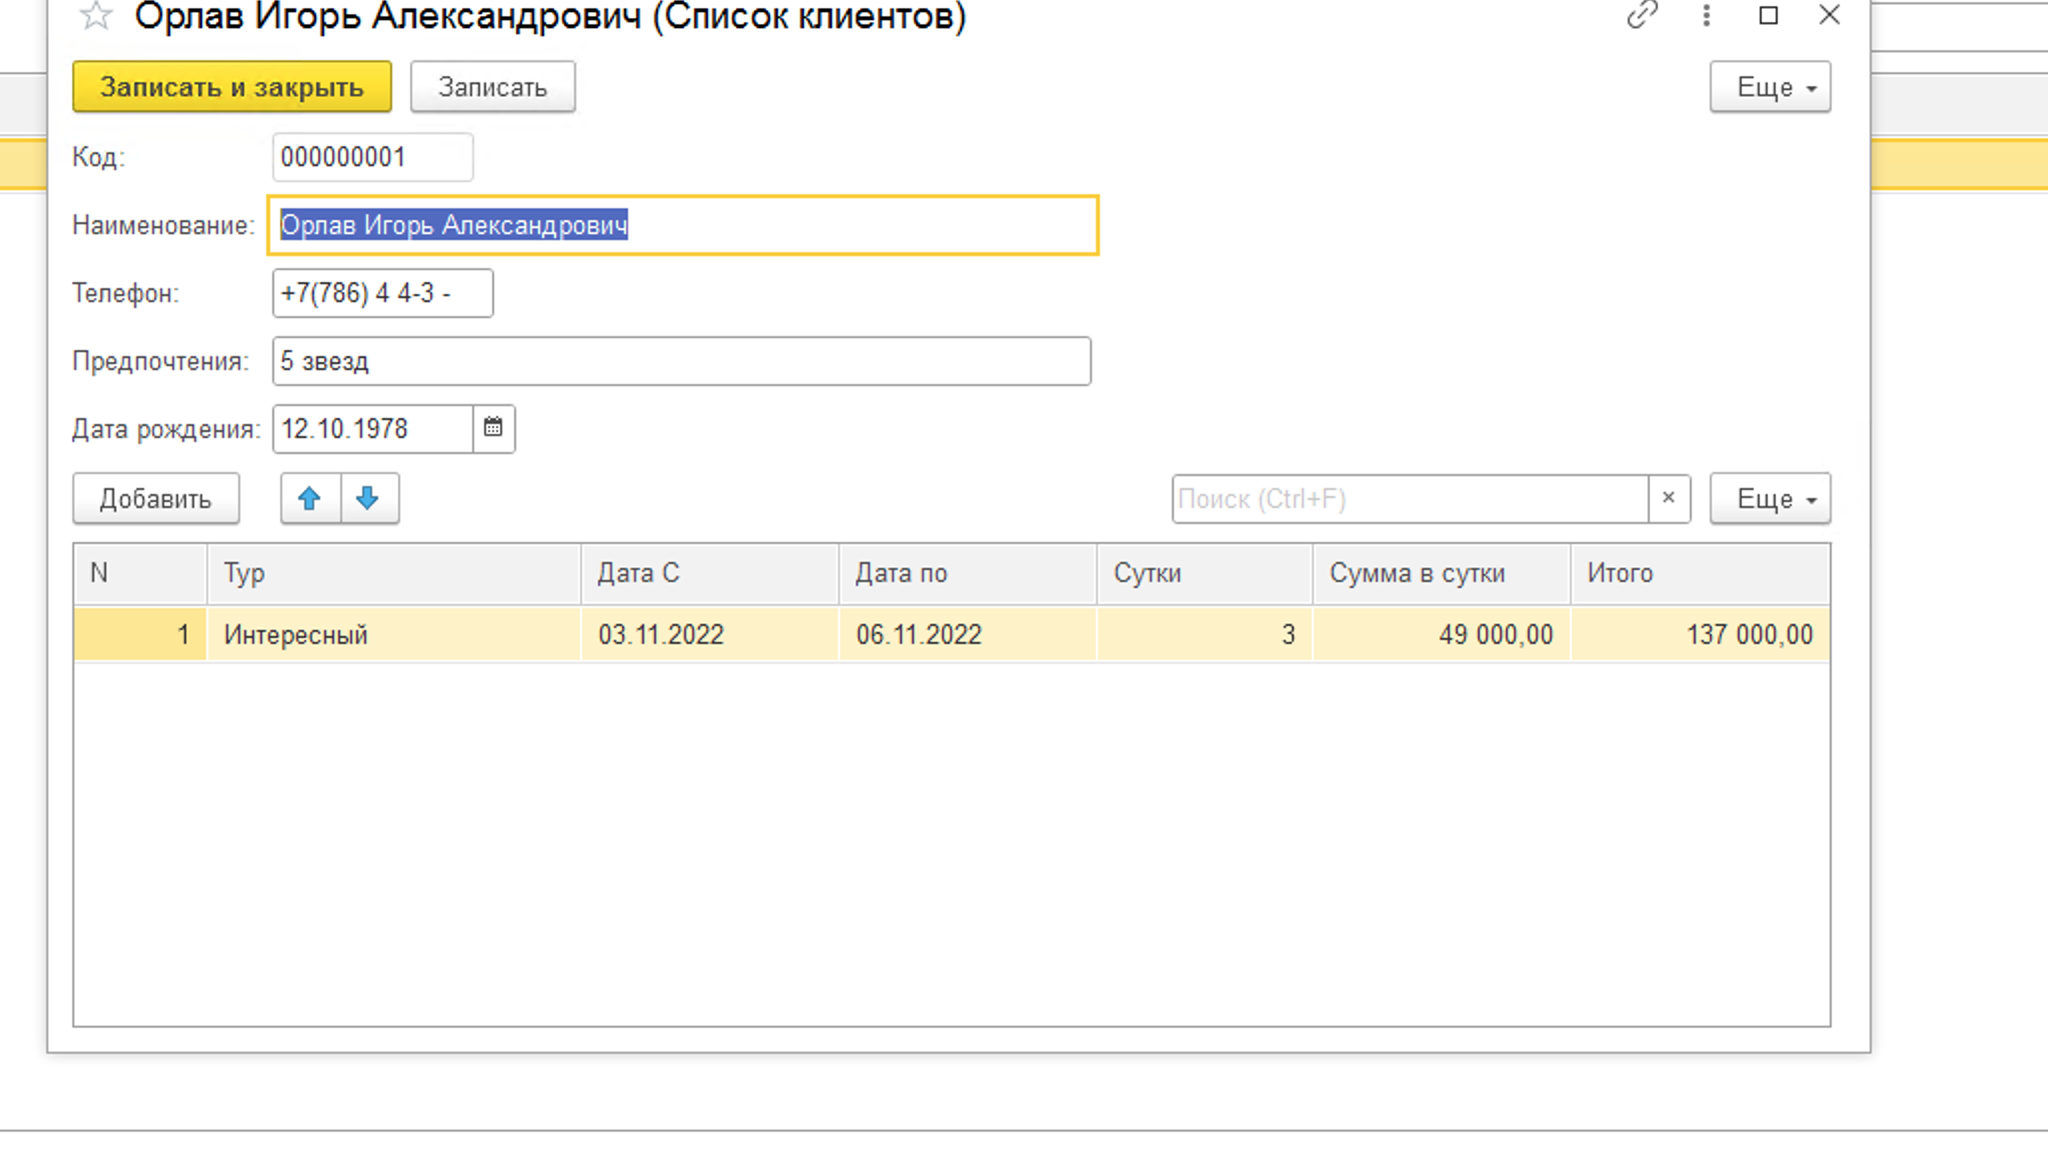 Орлав Игорь Александрович (Список клиентов)
Записать и закрыть Записать Еще
Код: 000000001
Наименование: Орлав Игорь Александрович
Телефон: +7(786) 4 4-3 -
Предпочтения: 5 звезд
Дата рождения: 12.10.1978
Добавить Поиск (Ctrl+F) × Еще
N Тур Дата С Дата по Сутки Сумма в сутки Итого
1 Интересный 03.11.2022 06.11.2022 3 49 000,00 137 000,00